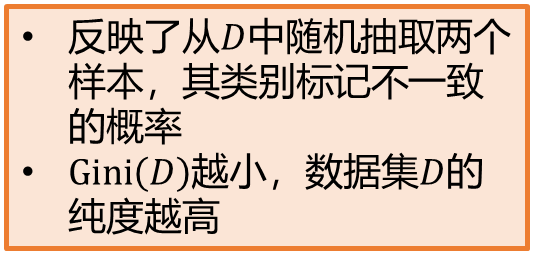 • 反映了从D中随机抽取两个
样本，其类别标记不一致
的概率
• Gini(D)越小，数据集D的
纯度越高